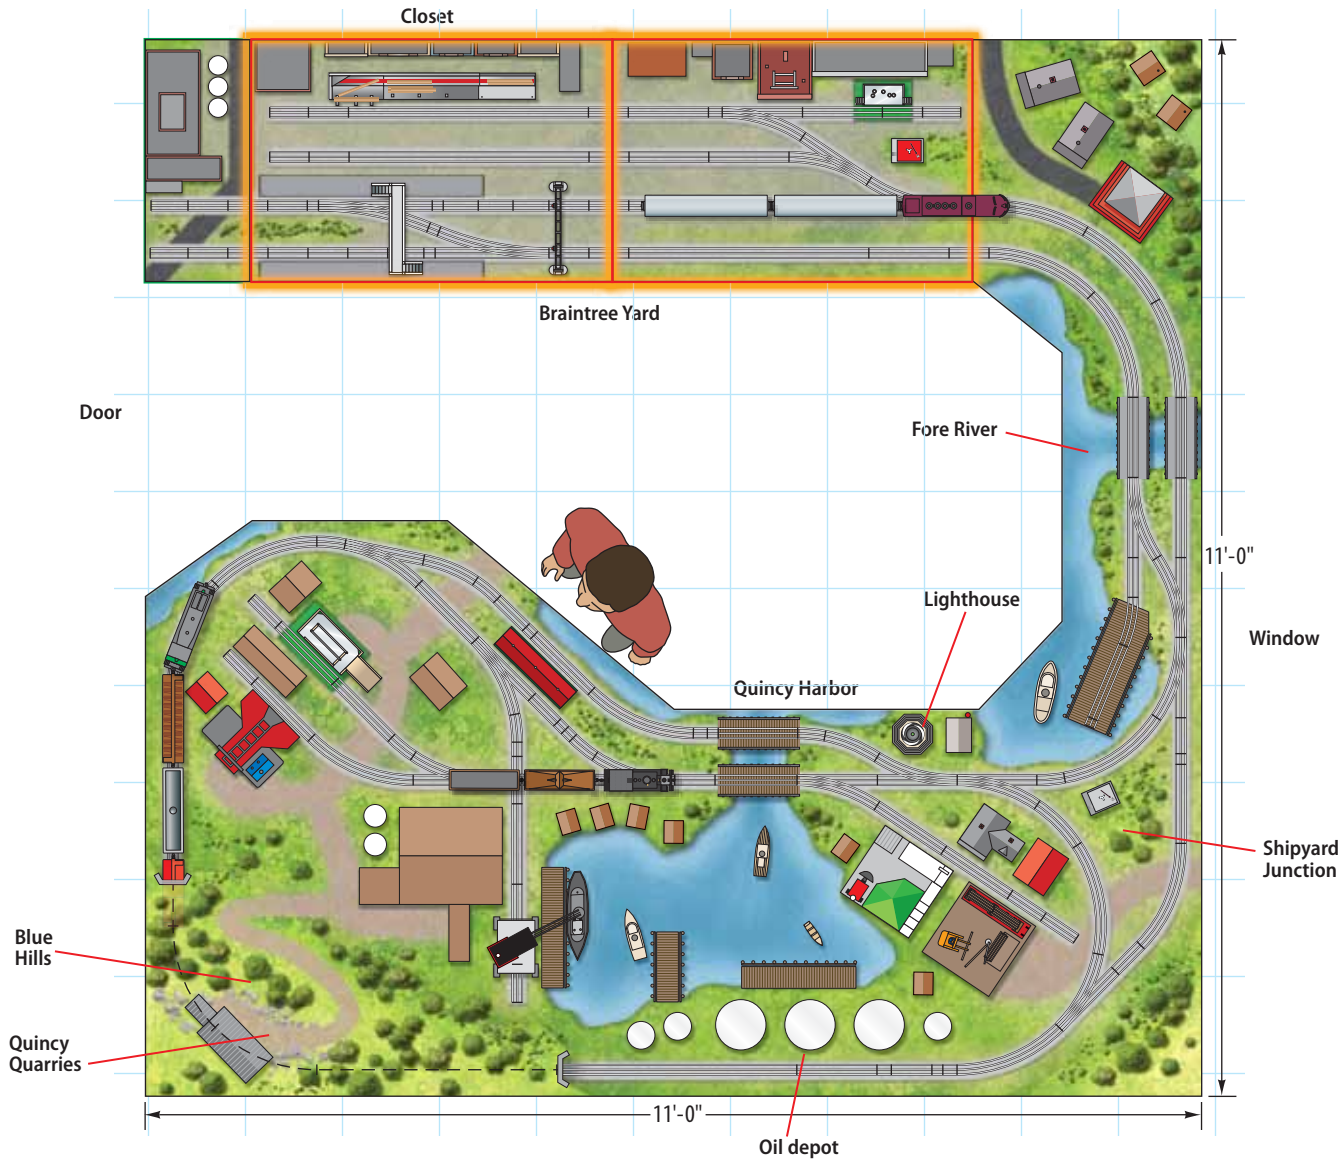 Closet
Braintree Yard
Door
Fore River
11'-0"
Lighthouse
Window
Quincy Harbor
Shipyard
Junction
Blue
Hills
Quincy
Quarries
11'-0"
Oil depot